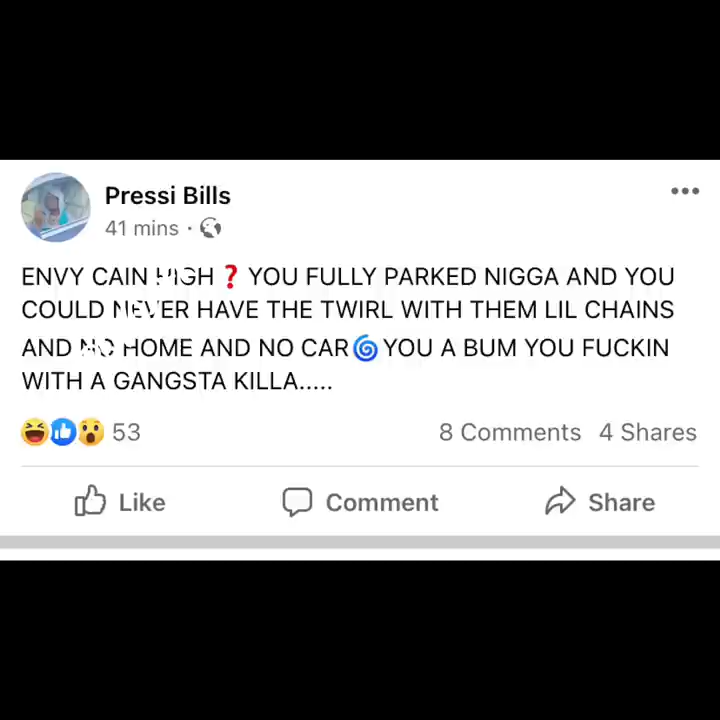 Pressi Bills
41 mins ·
ENVY CAIN HIGH ❓ YOU FULLY PARKED NIGGA AND YOU
COULD NEVER HAVE THE TWIRL WITH THEM LIL CHAINS
AND NO HOME AND NO CAR🌀YOU A BUM YOU FUCKIN
WITH A GANGSTA KILLA.....
53
8 Comments 4 Shares
Like Comment Share